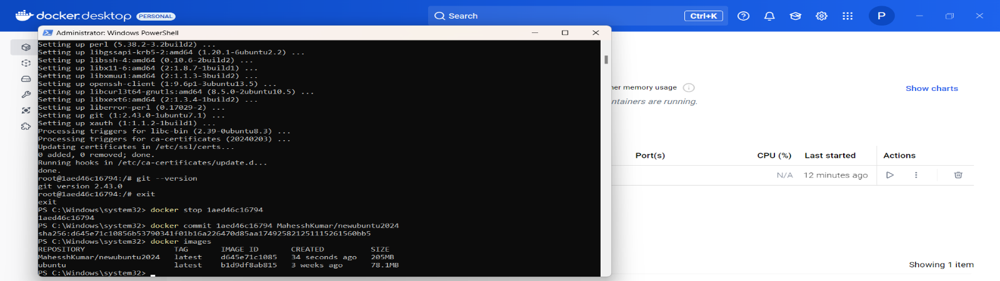 docker.desktop PERSONAL
Search Ctrl+K
P
Administrator: Windows PowerShell
Setting up perl (5.38.2-3.2build2) ...
Setting up libgssapi-krb5-2:amd64 (1.20.1-6ubuntu2.2) ...
Setting up libssh-4:amd64 (0.10.6-2build2) ...
Setting up libx11-6:amd64 (2:1.8.7-1build1) ...
Setting up libxmuu1:amd64 (2:1.1.3-3build2) ...
Setting up openssh-client (1:9.6p1-3ubuntu13.5) ...
Setting up libcurl3t64-gnutls:amd64 (8.5.0-2ubuntu10.5) ...
Setting up libxext6:amd64 (2:1.3.4-1build2) ...
Setting up liberror-perl (0.17029-2) ...
Setting up git (1:2.43.0-1ubuntu7.1) ...
Setting up xauth (1:1.1.2-1build1) ...
Processing triggers for libc-bin (2.39-0ubuntu8.3) ...
Processing triggers for ca-certificates (20240203) ...
Updating certificates in /etc/ssl/certs...
0 added, 0 removed; done.
Running hooks in /etc/ca-certificates/update.d...
done.
root@1aed46c16794:/# git --version
git version 2.43.0
root@1aed46c16794:/# exit
exit
PS C:\Windows\system32> docker stop 1aed46c16794
1aed46c16794
PS C:\Windows\system32> docker commit 1aed46c16794 MahesshKumar/newubuntu2024
sha256:d645e71c10856b53790341f01b16a226470d85aa174925821251115261560bb5
PS C:\Windows\system32> docker images
REPOSITORY TAG IMAGE ID CREATED SIZE
MahesshKumar/newubuntu2024 latest d645e71c1085 34 seconds ago 205MB
ubuntu latest b1d9df8ab815 3 weeks ago 78.1MB
PS C:\Windows\system32>
ner memory usage
Show charts
ntainers are running.
Port(s) CPU (%) Last started Actions
N/A 12 minutes ago
Showing 1 item